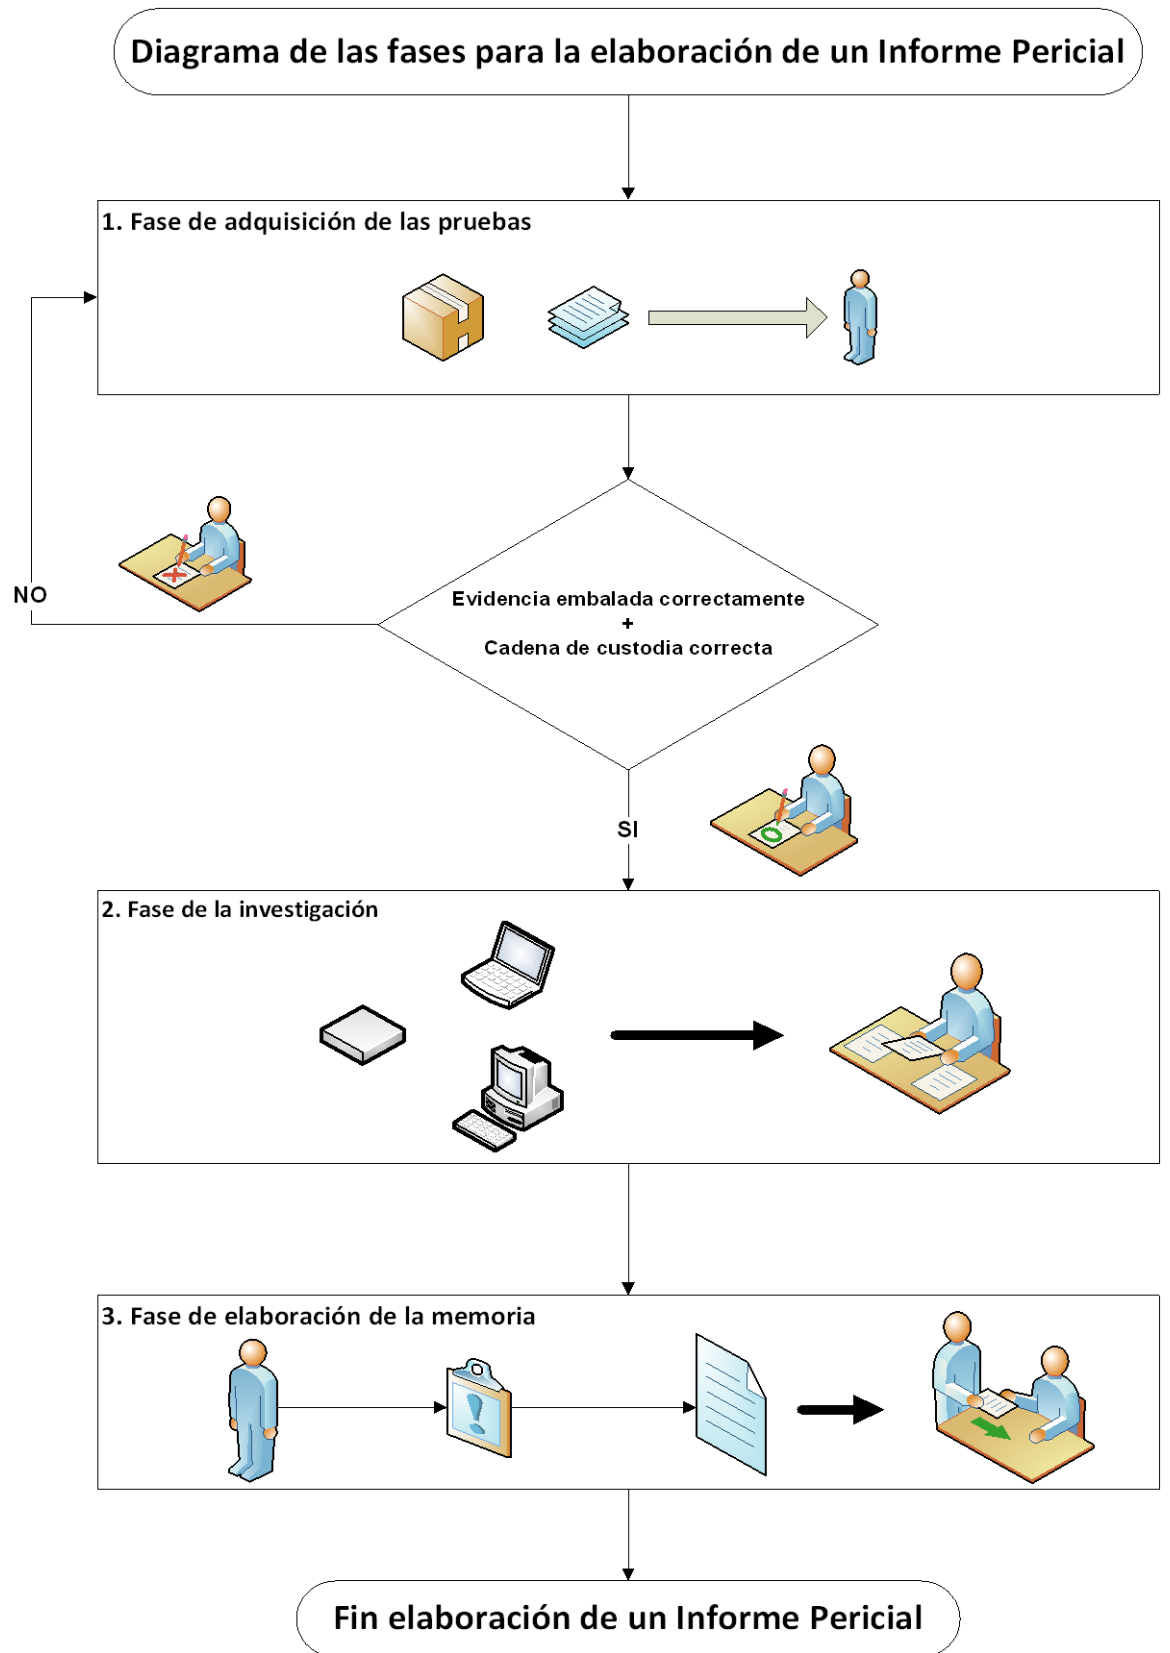 Diagrama de las fases para la elaboración de un Informe Pericial
1. Fase de adquisición de las pruebas
Evidencia embalada correctamente
+
Cadena de custodia correcta
NO
SI
2. Fase de la investigación
3. Fase de elaboración de la memoria
Fin elaboración de un Informe Pericial